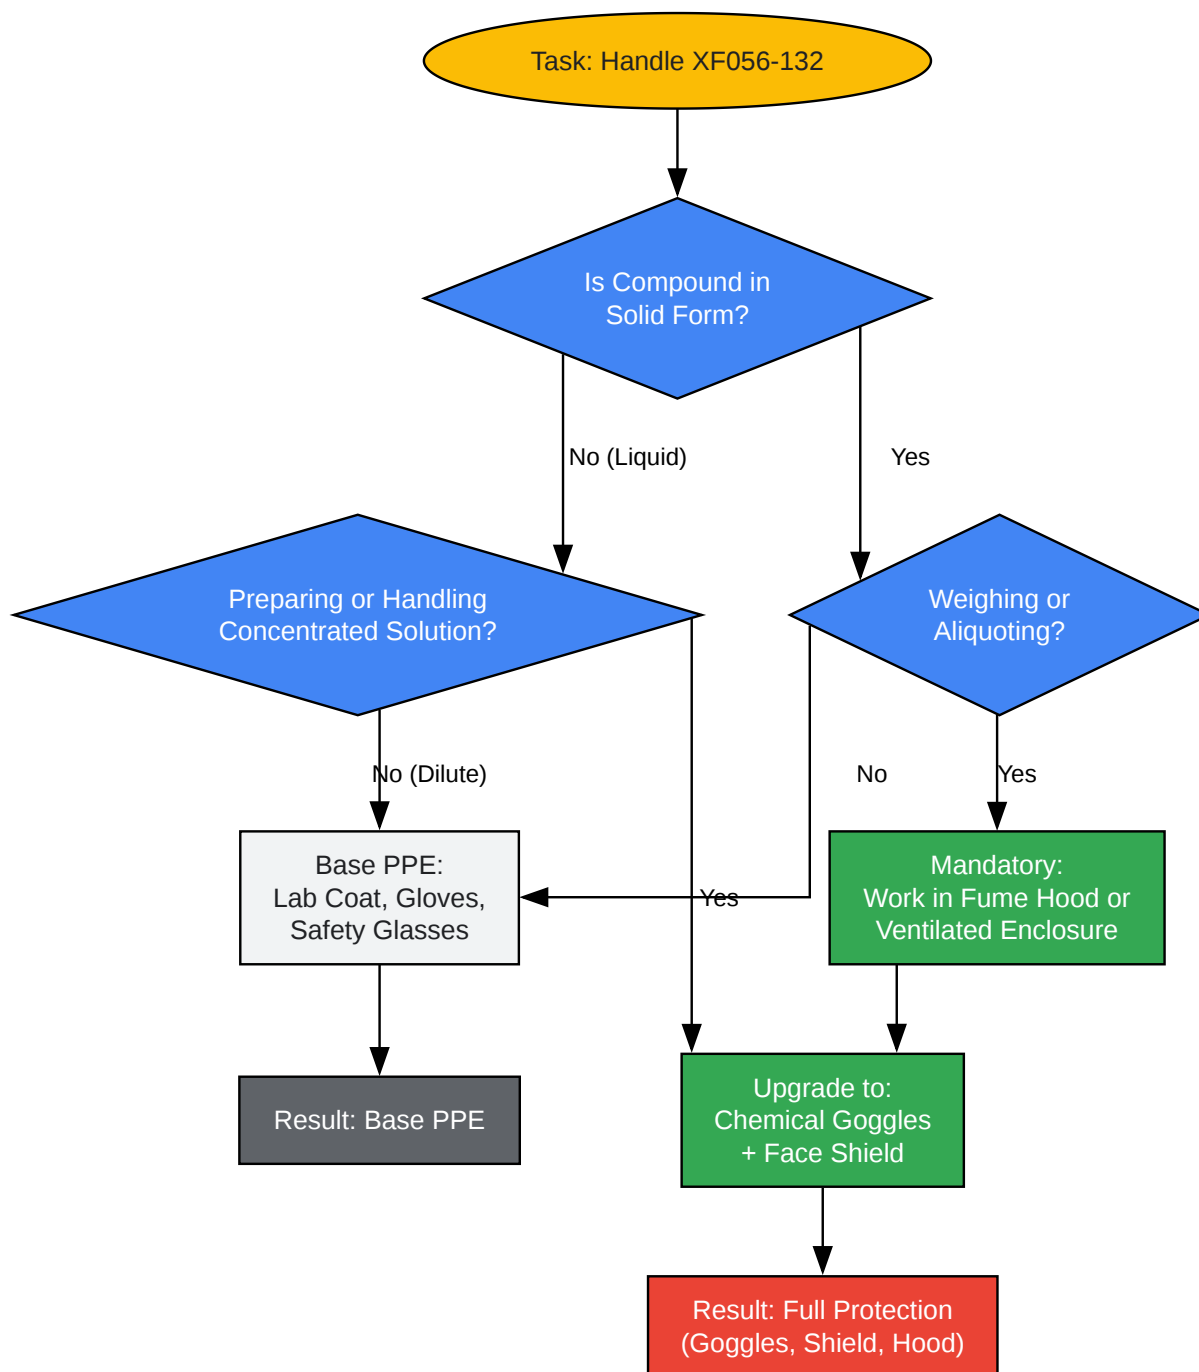 Task: Handle XF056-132
Is Compound in
Solid Form?
No (Liquid)
Yes
Preparing or Handling
Concentrated Solution?
Weighing or
Aliquoting?
No (Dilute)
No
Yes
Base PPE:
Lab Coat, Gloves,
Safety Glasses
Yes
Mandatory:
Work in Fume Hood or
Ventilated Enclosure
Result: Base PPE
Upgrade to:
Chemical Goggles
+ Face Shield
Result: Full Protection
(Goggles, Shield, Hood)